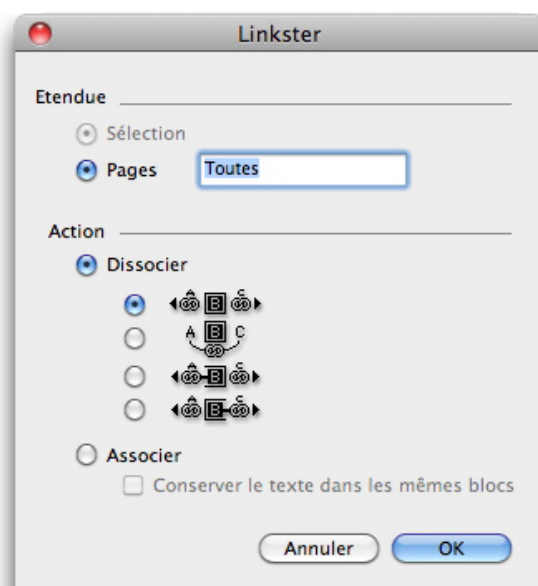 Linkster
Etendue
Sélection
Pages Toutes
Action
Dissocier
A B C
A B C
A B C
A B C
Associer
Conserver le texte dans les mêmes blocs
Annuler OK